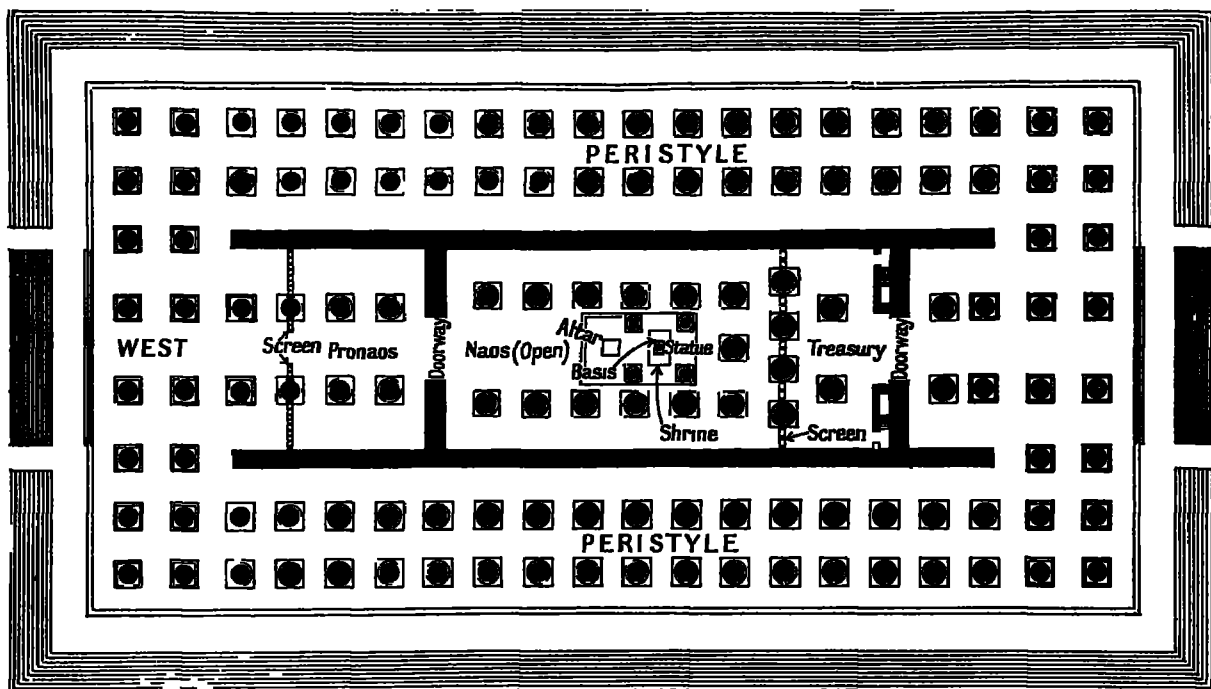 PERISTYLE
WEST
Screen
Pronaos
Doorway
Naos (Open)
Altar
Statue
Basis
Shrine
Treasury
Screen
Doorway
PERISTYLE